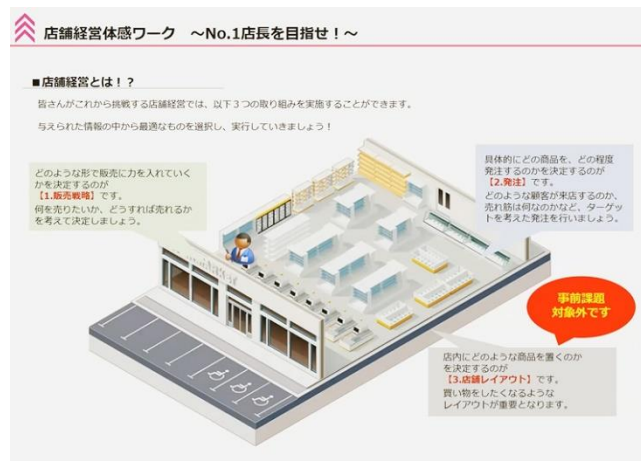 店舗経営体感ワーク　～No.1店長を目指せ！～
■店舗経営とは！？
皆さんがこれから挑戦する店舗経営では、以下３つの取り組みを実施することができます。
与えられた情報の中から最適なものを選択し、実行していきましょう！
どのような形で販売に力を入れていく
かを決定するのが
【1.販売戦略】です。
何を売りたいか、どうすれば売れるか
を考えて決定しましょう。
具体的にどの商品を、どの程度
発注するのかを決定するのが
【2.発注】です。
どのような顧客が来店するのか、
売れ筋は何なのかなど、ターゲッ
トを考えた発注を行いましょう。
事前課題
対象外です
店内にどのような商品を置くのか
を決定するのが
【3.店舗レイアウト】です。
買い物をしたくなるような
レイアウトが重要となります。